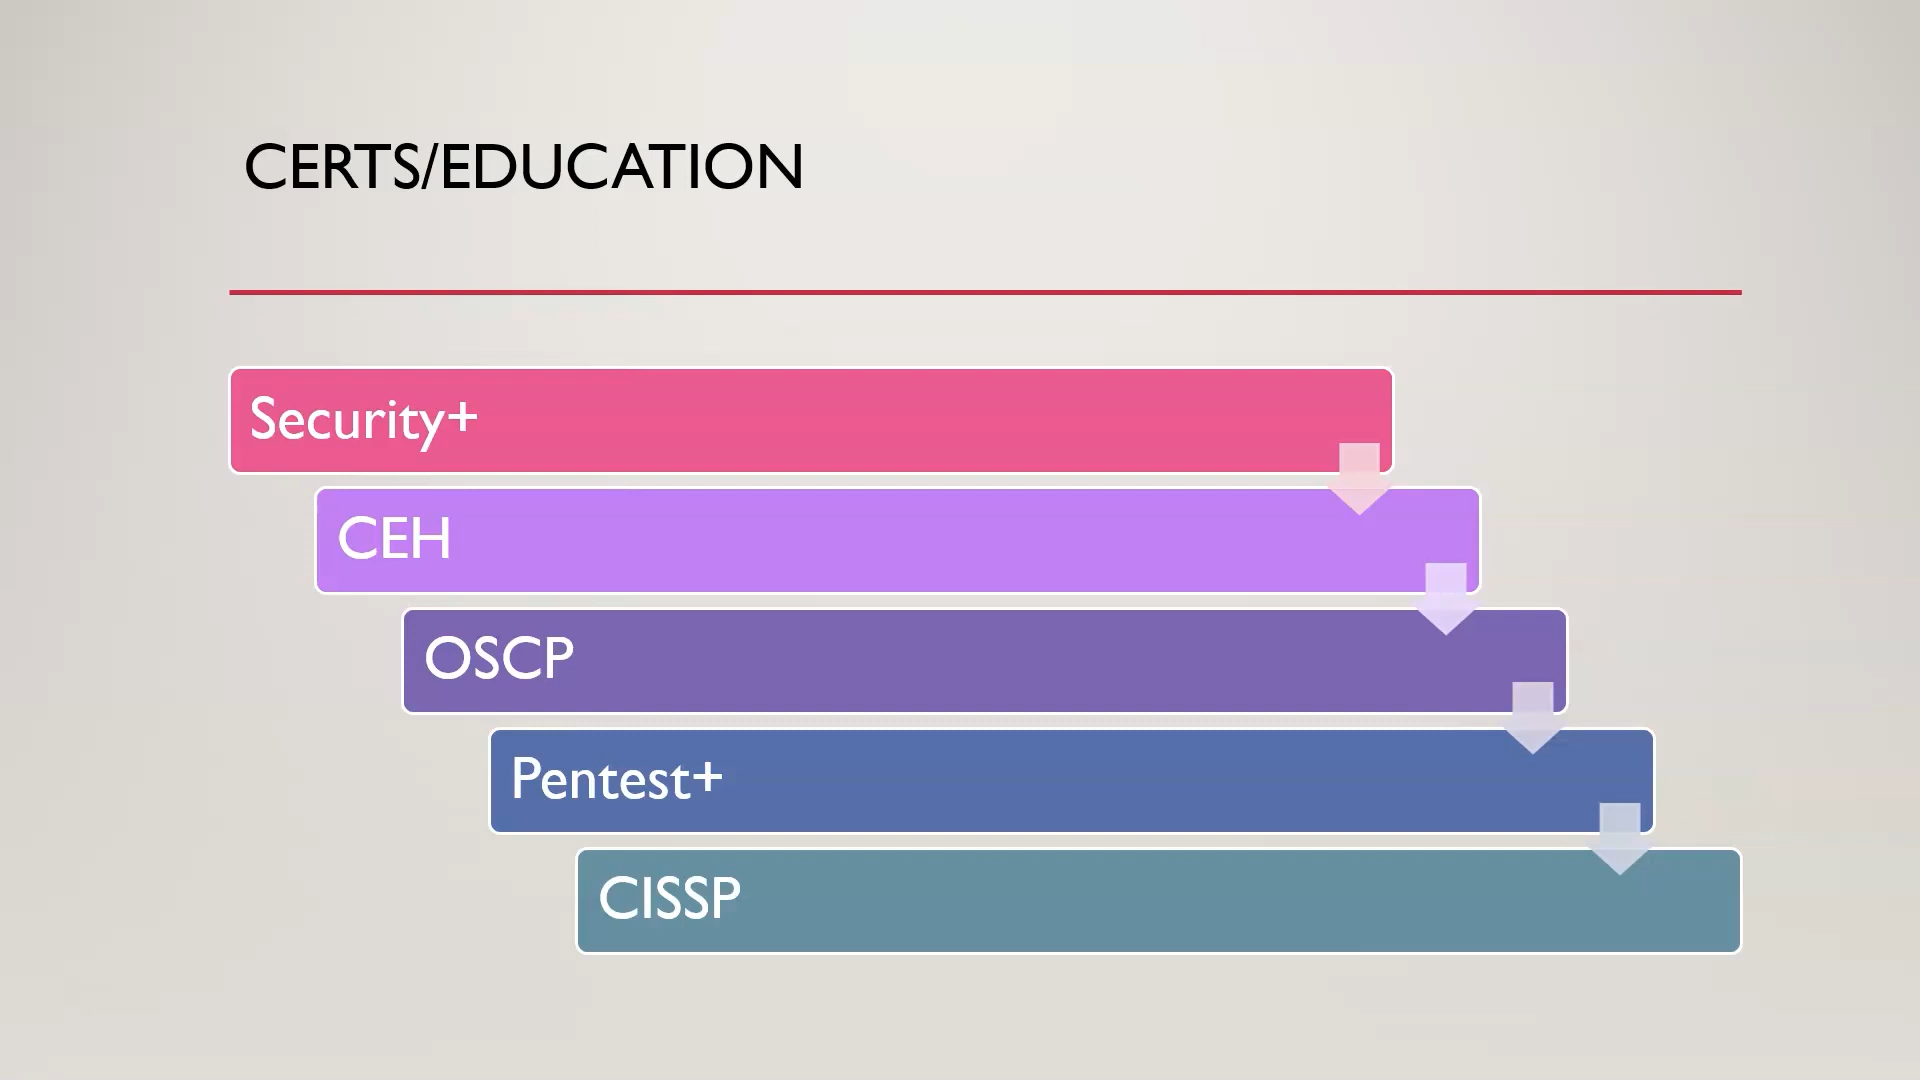 CERTS/EDUCATION
Security+
CEH
OSCP
Pentest+
CISSP